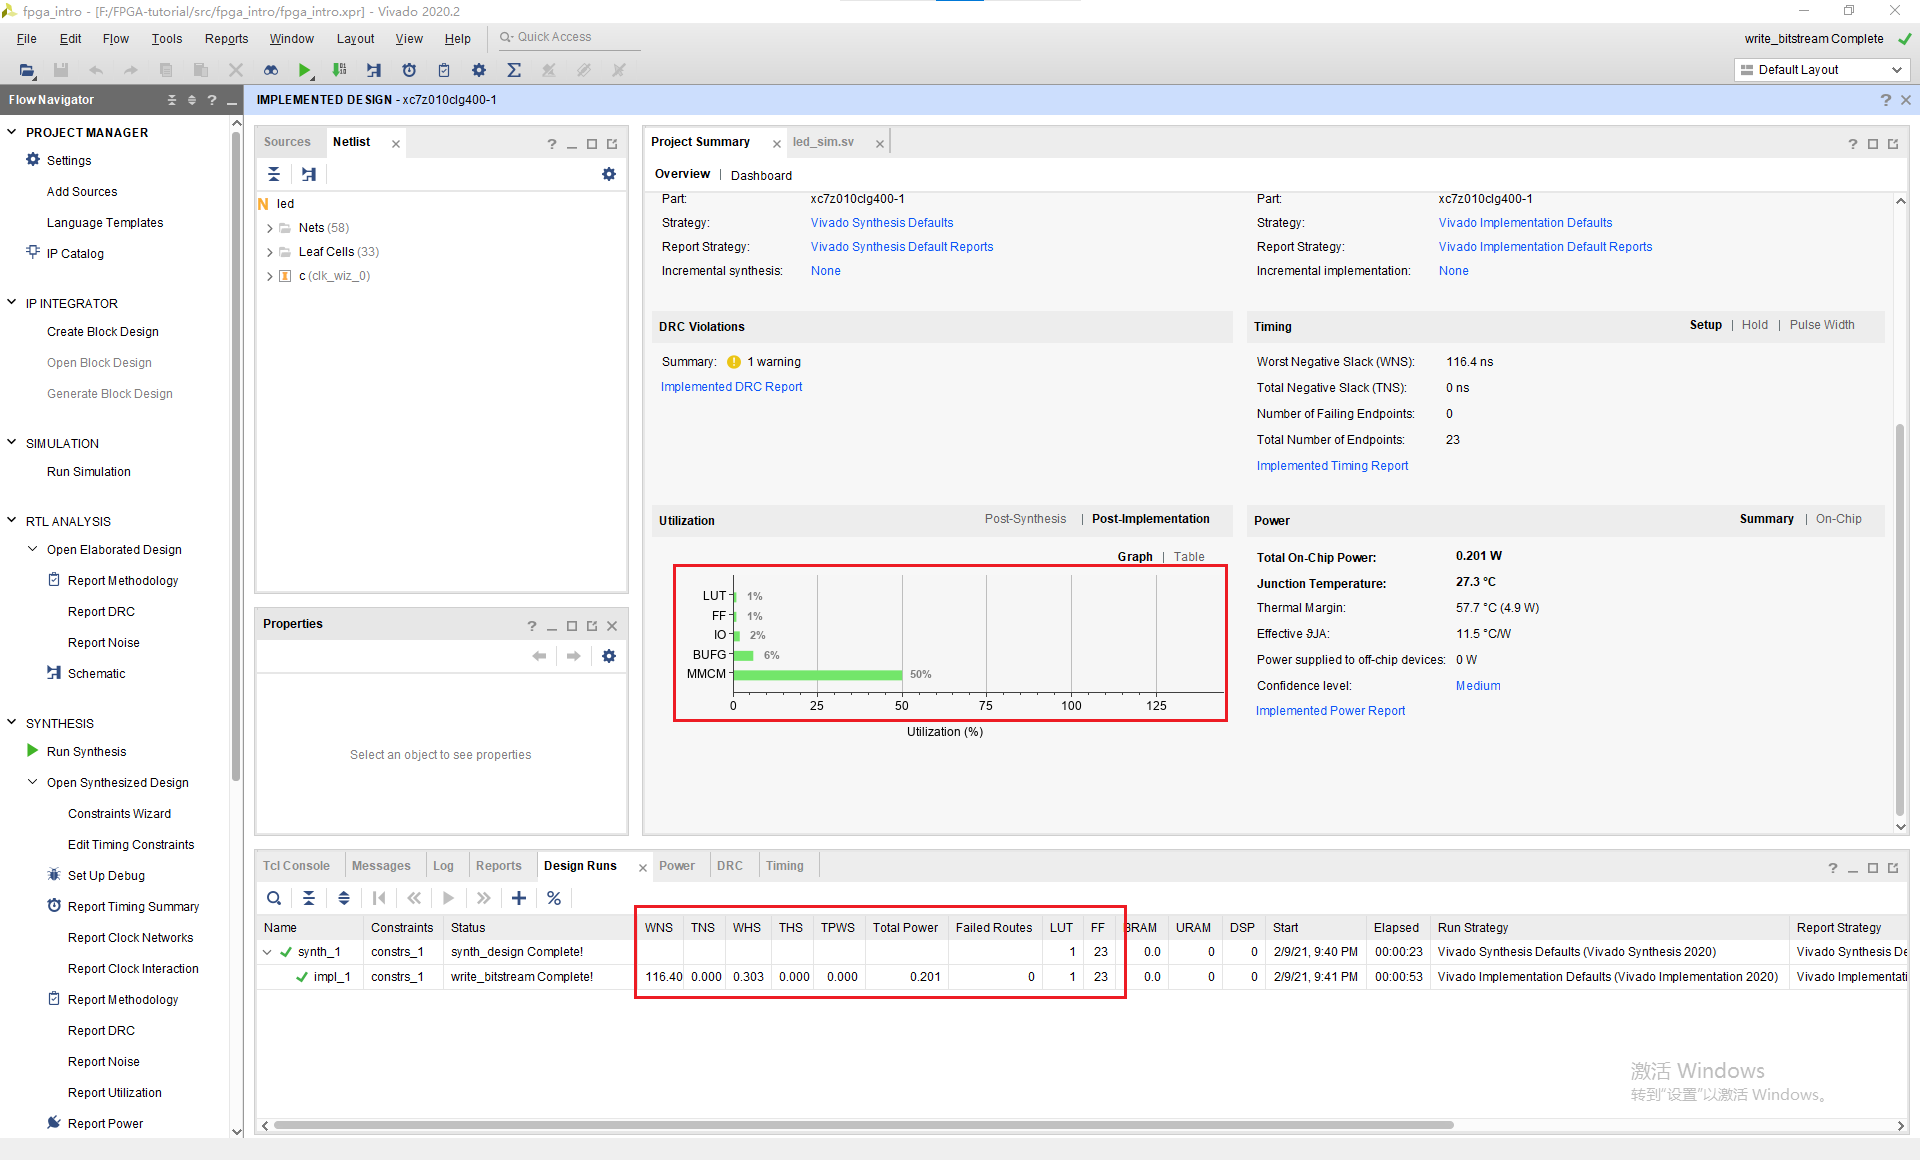 fpga_intro - [F:/FPGA-tutorial/src/fpga_intro/fpga_intro.xpr] - Vivado 2020.2
File Edit Flow Tools Reports Window Layout View Help Quick Access
write_bitstream Complete
Default Layout
Flow Navigator
PROJECT MANAGER
Settings
Add Sources
Language Templates
IP Catalog
IP INTEGRATOR
Create Block Design
Open Block Design
Generate Block Design
SIMULATION
Run Simulation
RTL ANALYSIS
Open Elaborated Design
Report Methodology
Report DRC
Report Noise
Schematic
SYNTHESIS
Run Synthesis
Open Synthesized Design
Constraints Wizard
Edit Timing Constraints
Set Up Debug
Report Timing Summary
Report Clock Networks
Report Clock Interaction
Report Methodology
Report DRC
Report Noise
Report Utilization
Report Power
IMPLEMENTED DESIGN - xc7z010clg400-1
Sources Netlist
N led
Nets (58)
Leaf Cells (33)
c (clk_wiz_0)
Properties
Select an object to see properties
Project Summary led_sim.sv
Overview | Dashboard
Part: xc7z010clg400-1
Strategy: Vivado Synthesis Defaults
Report Strategy: Vivado Synthesis Default Reports
Incremental synthesis: None
Part: xc7z010clg400-1
Strategy: Vivado Implementation Defaults
Report Strategy: Vivado Implementation Default Reports
Incremental implementation: None
DRC Violations
Summary: 1 warning
Implemented DRC Report
Timing Setup | Hold | Pulse Width
Worst Negative Slack (WNS): 116.4 ns
Total Negative Slack (TNS): 0 ns
Number of Failing Endpoints: 0
Total Number of Endpoints: 23
Implemented Timing Report
Utilization Post-Synthesis | Post-Implementation
Graph | Table
LUT 1%
FF 1%
IO 2%
BUFG 6%
MMCM 50%
0 25 50 75 100 125
Utilization (%)
Power Summary | On-Chip
Total On-Chip Power: 0.201 W
Junction Temperature: 27.3 °C
Thermal Margin: 57.7 °C (4.9 W)
Effective ϑJA: 11.5 °C/W
Power supplied to off-chip devices: 0 W
Confidence level: Medium
Implemented Power Report
Tcl Console Messages Log Reports Design Runs Power DRC Timing
Name Constraints Status WNS TNS WHS THS TPWS Total Power Failed Routes LUT FF BRAM URAM DSP Start Elapsed Run Strategy Report Strategy
synth_1 constrs_1 synth_design Complete! 1 23 0.0 0 0 2/9/21, 9:40 PM 00:00:23 Vivado Synthesis Defaults (Vivado Synthesis 2020) Vivado Synthesis De
impl_1 constrs_1 write_bitstream Complete! 116.40 0.000 0.303 0.000 0.000 0.201 0 1 23 0.0 0 0 2/9/21, 9:41 PM 00:00:53 Vivado Implementation Defaults (Vivado Implementation 2020) Vivado Implementati
激活 Windows
转到“设置”以激活 Windows。